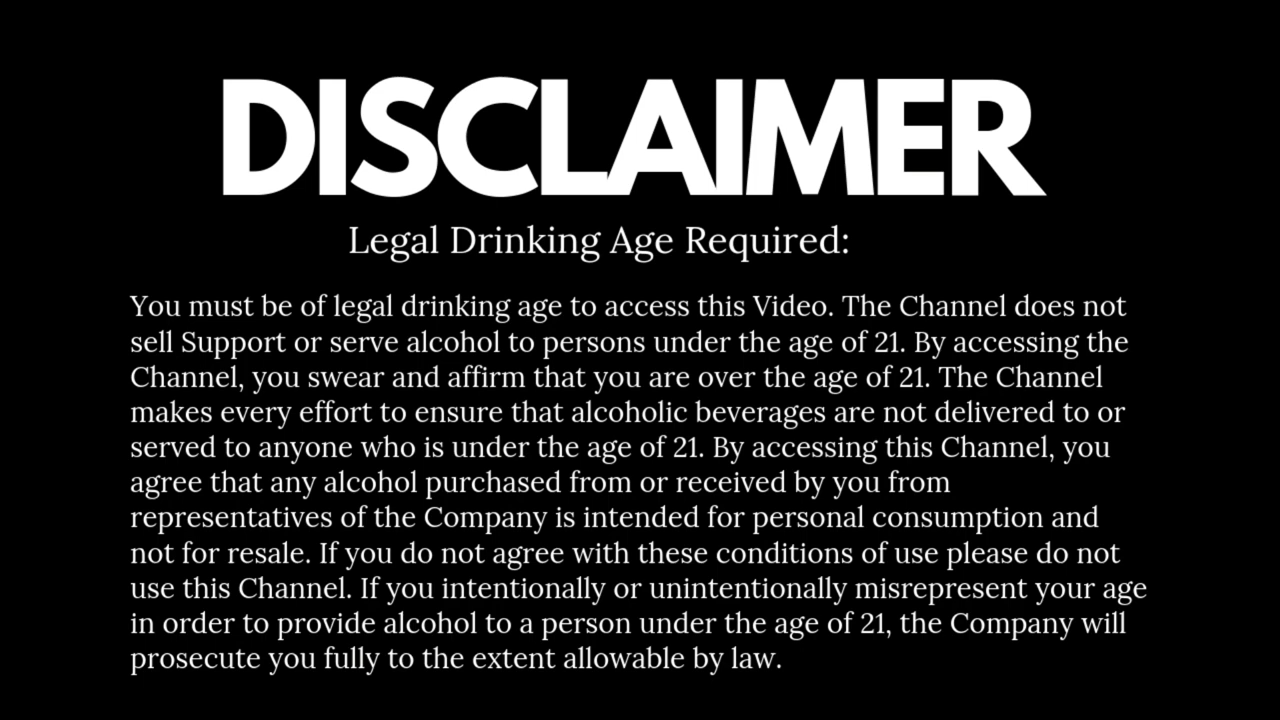 DISCLAIMER
Legal Drinking Age Required:
You must be of legal drinking age to access this Video. The Channel does not
sell Support or serve alcohol to persons under the age of 21. By accessing the
Channel, you swear and affirm that you are over the age of 21. The Channel
makes every effort to ensure that alcoholic beverages are not delivered to or
served to anyone who is under the age of 21. By accessing this Channel, you
agree that any alcohol purchased from or received by you from
representatives of the Company is intended for personal consumption and
not for resale. If you do not agree with these conditions of use please do not
use this Channel. If you intentionally or unintentionally misrepresent your age
in order to provide alcohol to a person under the age of 21, the Company will
prosecute you fully to the extent allowable by law.